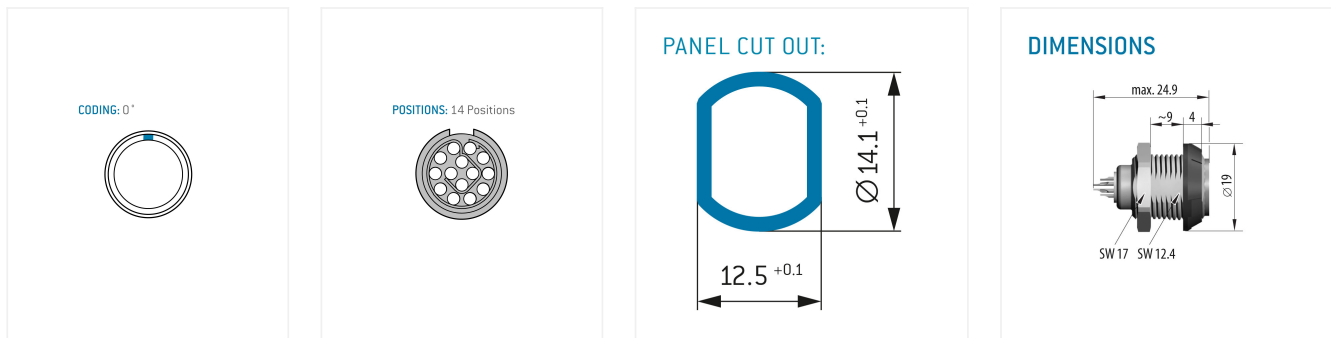 CODING: 0°
POSITIONS: 14 Positions
PANEL CUT OUT:
Ø 14.1 +0.1
12.5 +0.1
DIMENSIONS
max. 24.9
~9
4
Ø 19
SW 17
SW 12.4